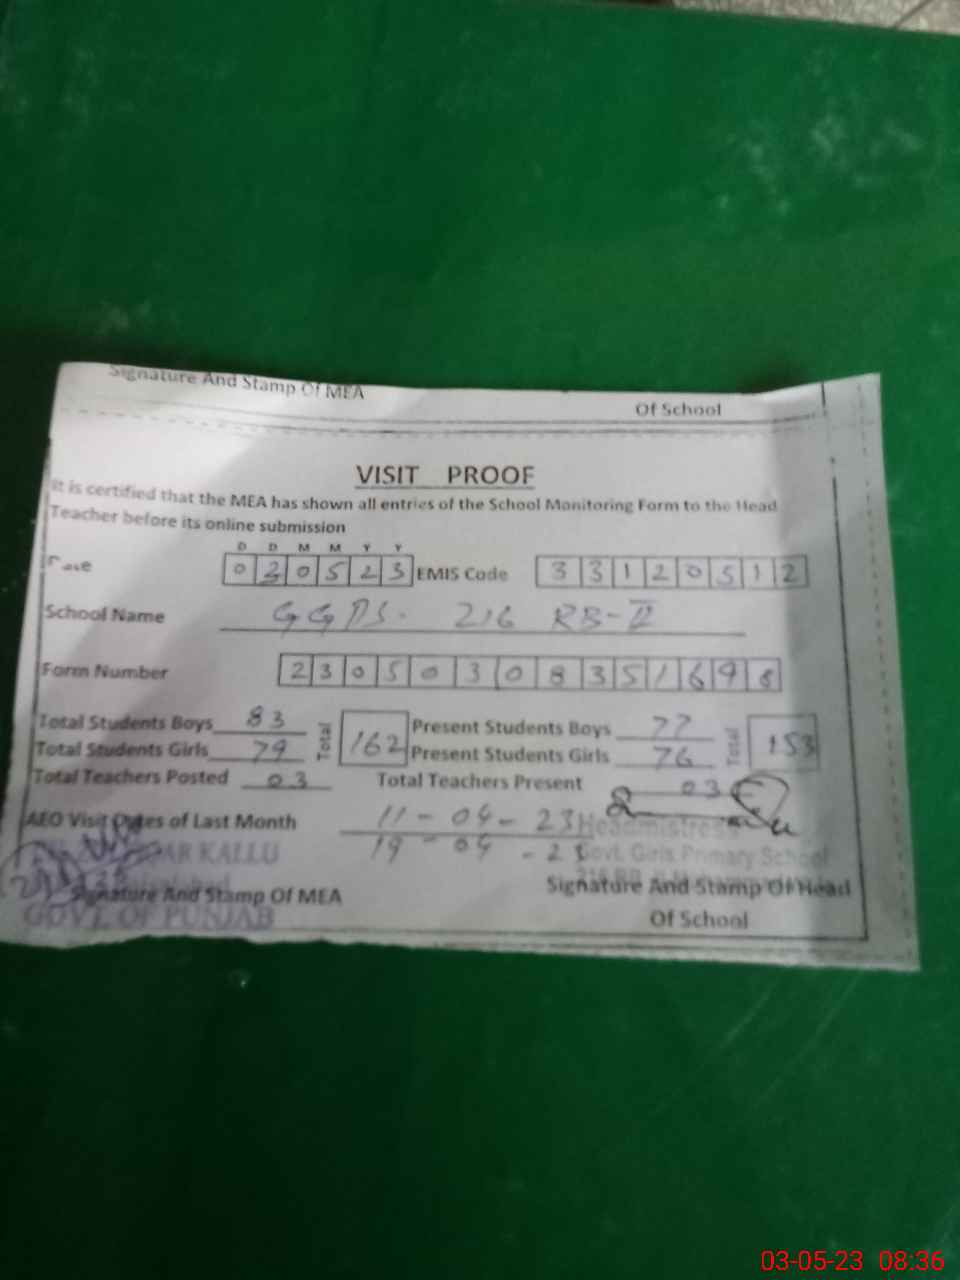 Signature And Stamp Of MEA
Of School
VISIT PROOF
It is certified that the MEA has shown all entries of the School Monitoring Form to the Head
Teacher before its online submission
D D M M Y Y
Date 0 3 0 5 2 3 EMIS Code 3 3 1 2 0 5 1 2
School Name GGPS. 216 RB-II
Form Number 2 3 0 5 0 3 0 8 3 5 1 6 9 8
Total Students Boys 83 Total 162 Present Students Boys 77 Total 153
Total Students Girls 79 Present Students Girls 76
Total Teachers Posted 03 Total Teachers Present 03
AEO Visit Dates of Last Month 11-04-23
19-04-23
Headmistress
KALLU Govt. Girls Primary School
Signature And Stamp Of MEA Signature And Stamp Of Head
GOVT. OF PUNJAB Of School
03-05-23 08:36